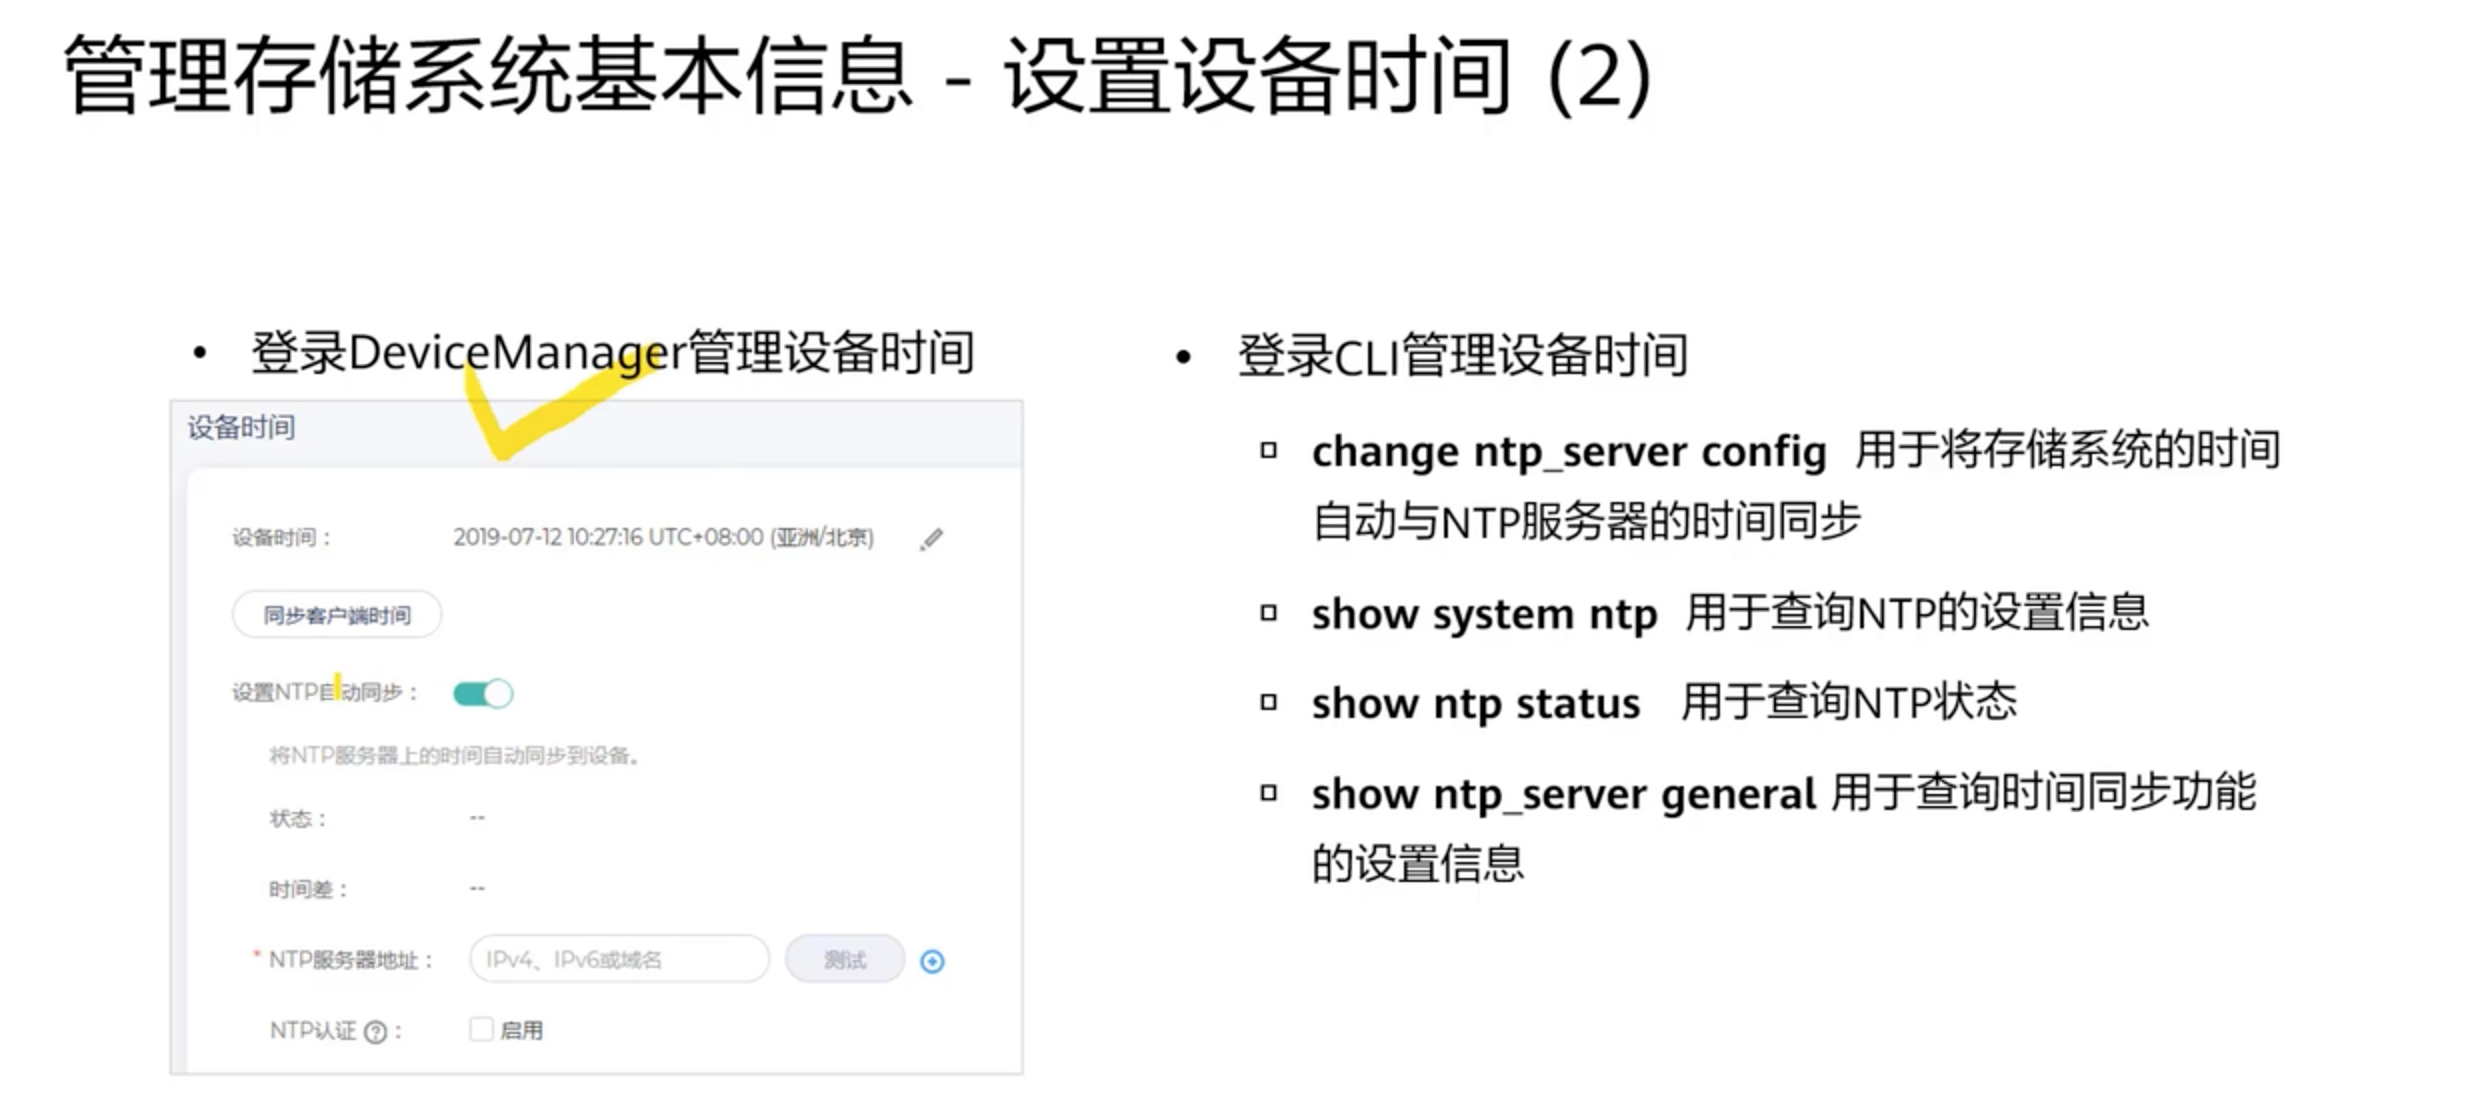 管理存储系统基本信息 - 设置设备时间 (2)
• 登录DeviceManager管理设备时间
设备时间
设备时间： 2019-07-12 10:27:16 UTC+08:00 (亚洲/北京)
同步客户端时间
设置NTP自动同步：
将NTP服务器上的时间自动同步到设备。
状态： --
时间差： --
* NTP服务器地址： IPv4、IPv6或域名 测试
NTP认证 ?： 启用
• 登录CLI管理设备时间
change ntp_server config 用于将存储系统的时间
自动与NTP服务器的时间同步
show system ntp 用于查询NTP的设置信息
show ntp status 用于查询NTP状态
show ntp_server general 用于查询时间同步功能
的设置信息